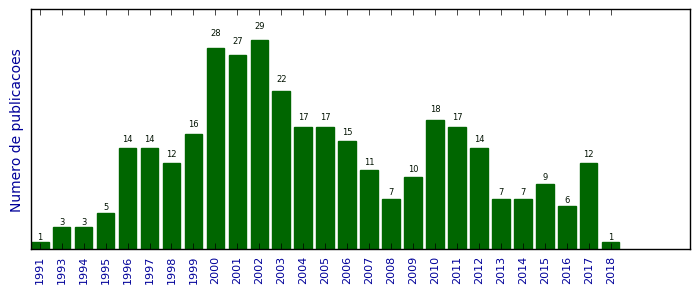 Numero de publicacoes
1 3 3 5 14 14 12 16 28 27 29 22 17 17 15 11 7 10 18 17 14 7 7 9 6 12 1
1991 1993 1994 1995 1996 1997 1998 1999 2000 2001 2002 2003 2004 2005 2006 2007 2008 2009 2010 2011 2012 2013 2014 2015 2016 2017 2018